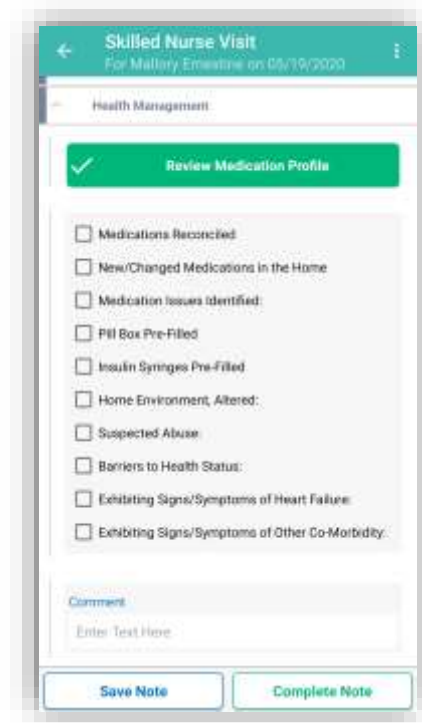 Skilled Nurse Visit
For Mallory Ernestine on 05/19/2020
Health Management
Review Medication Profile
Medications Reconciled
New/Changed Medications in the Home
Medication Issues Identified:
Pill Box Pre-Filled
Insulin Syringes Pre-Filled
Home Environment, Altered:
Suspected Abuse:
Barriers to Health Status:
Exhibiting Signs/Symptoms of Heart Failure:
Exhibiting Signs/Symptoms of Other Co-Morbidity:
Comment
Enter Text Here
Save Note
Complete Note